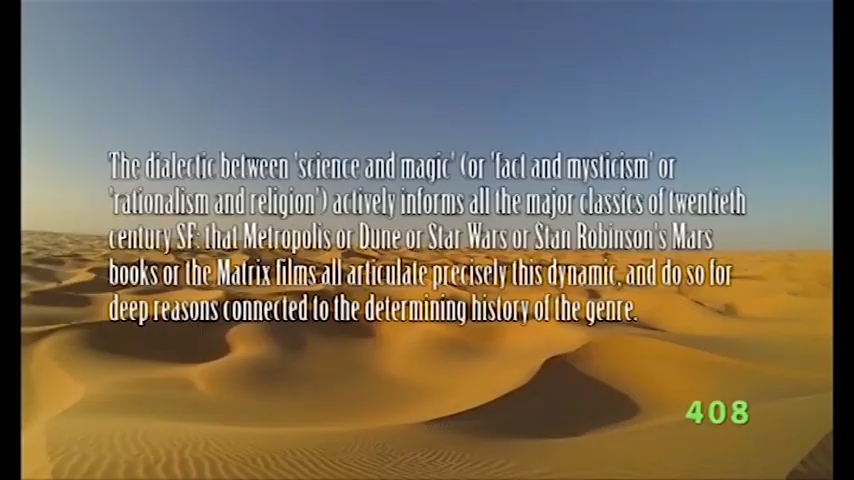 The dialectic between 'science and magic' (or 'fact and mysticism' or
'rationalism and religion') actively informs all the major classics of twentieth
century SF: that Metropolis or Dune or Star Wars or Stan Robinson's Mars
books or the Matrix films all articulate precisely this dynamic, and do so for
deep reasons connected to the determining history of the genre.
408